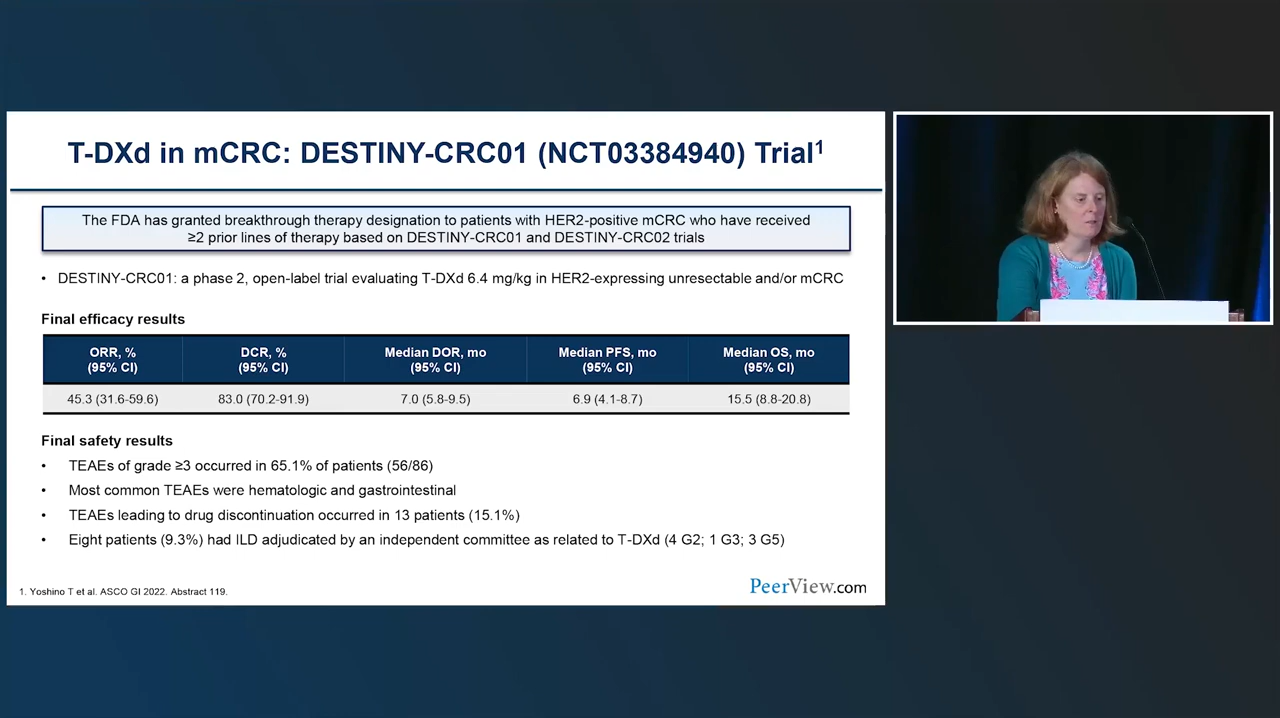 T-DXd in mCRC: DESTINY-CRC01 (NCT03384940) Trial¹
The FDA has granted breakthrough therapy designation to patients with HER2-positive mCRC who have received
≥2 prior lines of therapy based on DESTINY-CRC01 and DESTINY-CRC02 trials
• DESTINY-CRC01: a phase 2, open-label trial evaluating T-DXd 6.4 mg/kg in HER2-expressing unresectable and/or mCRC
Final efficacy results
ORR, % DCR, % Median DOR, mo Median PFS, mo Median OS, mo
(95% CI) (95% CI) (95% CI) (95% CI) (95% CI)
45.3 (31.6-59.6) 83.0 (70.2-91.9) 7.0 (5.8-9.5) 6.9 (4.1-8.7) 15.5 (8.8-20.8)
Final safety results
• TEAEs of grade ≥3 occurred in 65.1% of patients (56/86)
• Most common TEAEs were hematologic and gastrointestinal
• TEAEs leading to drug discontinuation occurred in 13 patients (15.1%)
• Eight patients (9.3%) had ILD adjudicated by an independent committee as related to T-DXd (4 G2; 1 G3; 3 G5)
1. Yoshino T et al. ASCO GI 2022. Abstract 119.
PeerView.com